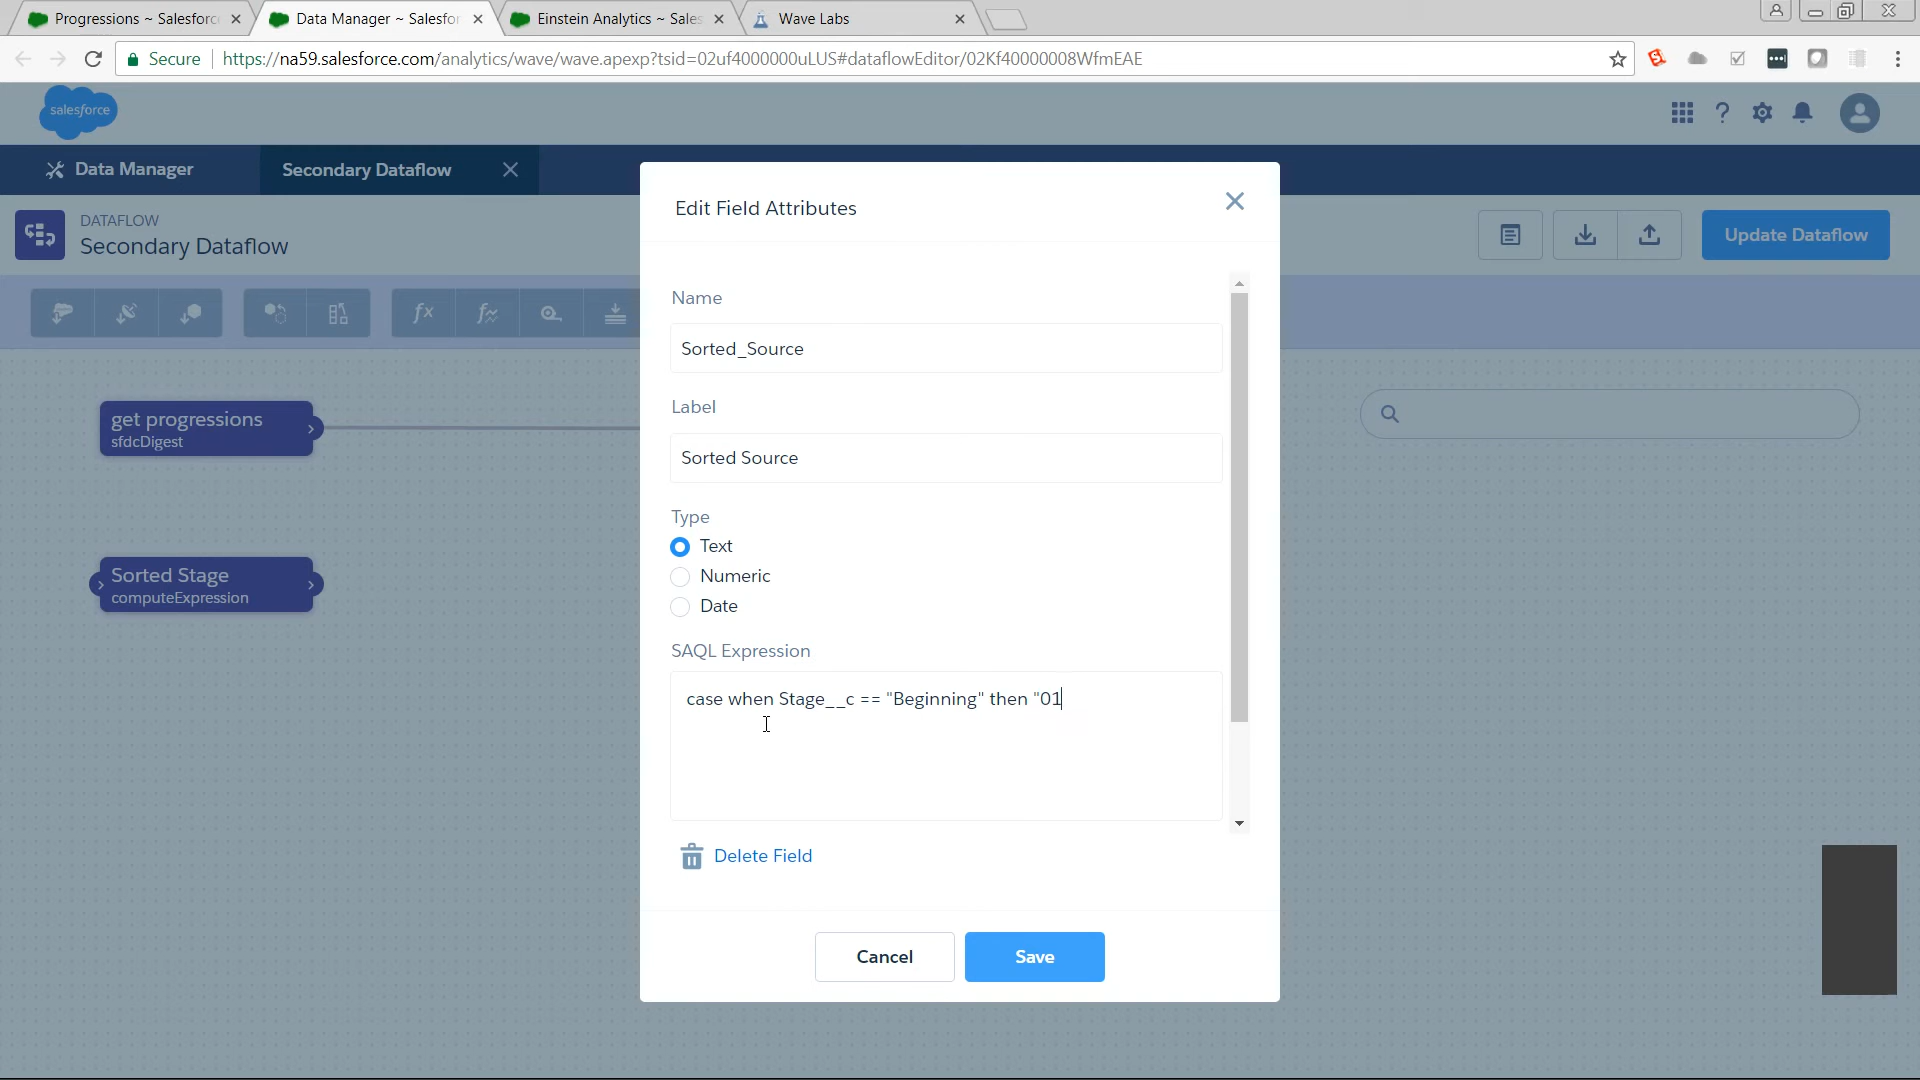 Progressions ~ Salesforc
Data Manager ~ Salesfor
Einstein Analytics ~ Sales
Wave Labs
Secure
https://na59.salesforce.com/analytics/wave/wave.apexp?tsid=02uf4000000uLUS#dataflowEditor/02Kf40000008WfmEAE
salesforce
Data Manager
Secondary Dataflow
DATAFLOW
Secondary Dataflow
Update Dataflow
get progressions
sfdcDigest
Sorted Stage
computeExpression
Edit Field Attributes
Name
Sorted_Source
Label
Sorted Source
Type
Text
Numeric
Date
SAQL Expression
case when Stage__c == "Beginning" then "01
Delete Field
Cancel
Save